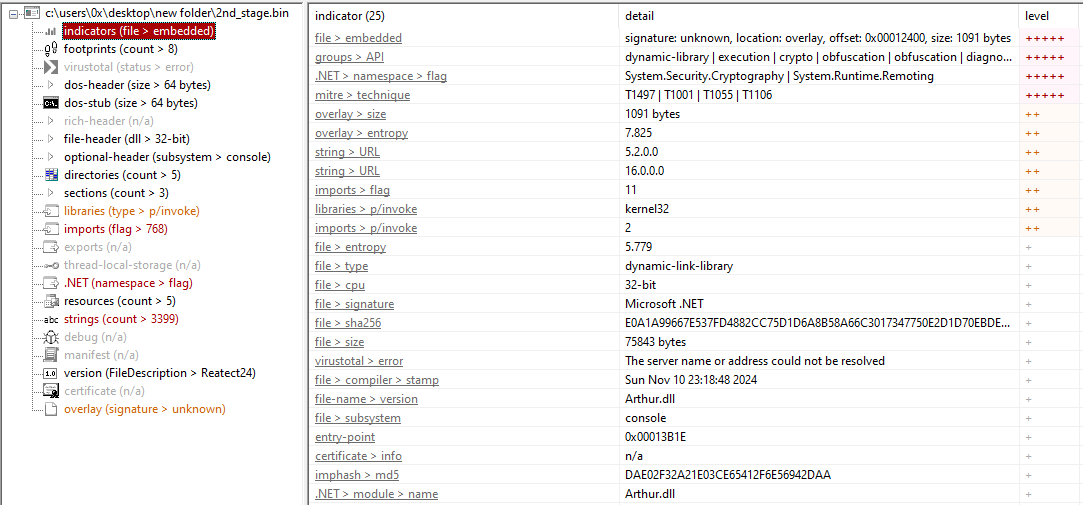 c:\users\0x\desktop\new folder\2nd_stage.bin
indicators (file > embedded)
footprints (count > 8)
virustotal (status > error)
dos-header (size > 64 bytes)
dos-stub (size > 64 bytes)
rich-header (n/a)
file-header (dll > 32-bit)
optional-header (subsystem > console)
directories (count > 5)
sections (count > 3)
libraries (type > p/invoke)
imports (flag > 768)
exports (n/a)
thread-local-storage (n/a)
.NET (namespace > flag)
resources (count > 5)
abc strings (count > 3399)
debug (n/a)
manifest (n/a)
1.0 version (FileDescription > Reatect24)
certificate (n/a)
overlay (signature > unknown)
indicator (25) detail level
file > embedded signature: unknown, location: overlay, offset: 0x00012400, size: 1091 bytes +++++
groups > API dynamic-library | execution | crypto | obfuscation | obfuscation | diagno... +++++
.NET > namespace > flag System.Security.Cryptography | System.Runtime.Remoting +++++
mitre > technique T1497 | T1001 | T1055 | T1106 +++++
overlay > size 1091 bytes ++
overlay > entropy 7.825 ++
string > URL 5.2.0.0 ++
string > URL 16.0.0.0 ++
imports > flag 11 ++
libraries > p/invoke kernel32 ++
imports > p/invoke 2 ++
file > entropy 5.779 +
file > type dynamic-link-library +
file > cpu 32-bit +
file > signature Microsoft .NET +
file > sha256 E0A1A99667E537FD4882CC75D1D6A8B58A66C3017347750E2D1D70EBDE... +
file > size 75843 bytes +
virustotal > error The server name or address could not be resolved +
file > compiler > stamp Sun Nov 10 23:18:48 2024 +
file-name > version Arthur.dll +
file > subsystem console +
entry-point 0x00013B1E +
certificate > info n/a +
imphash > md5 DAE02F32A21E03CE65412F6E56942DAA +
.NET > module > name Arthur.dll +